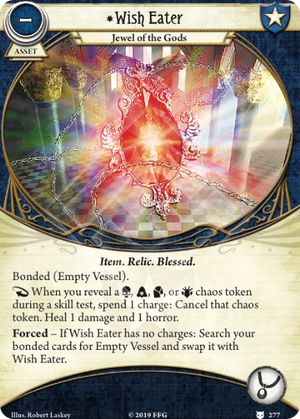 –
ASSET
*Wish Eater
Jewel of the Gods
Item. Relic. Blessed.
Bonded (Empty Vessel).
When you reveal a , , , or chaos token
during a skill test, spend 1 charge: Cancel that chaos
token. Heal 1 damage and 1 horror.
Forced – If Wish Eater has no charges: Search your
bonded cards for Empty Vessel and swap it with
Wish Eater.
Illus. Robert Laskey
© 2019 FFG
277